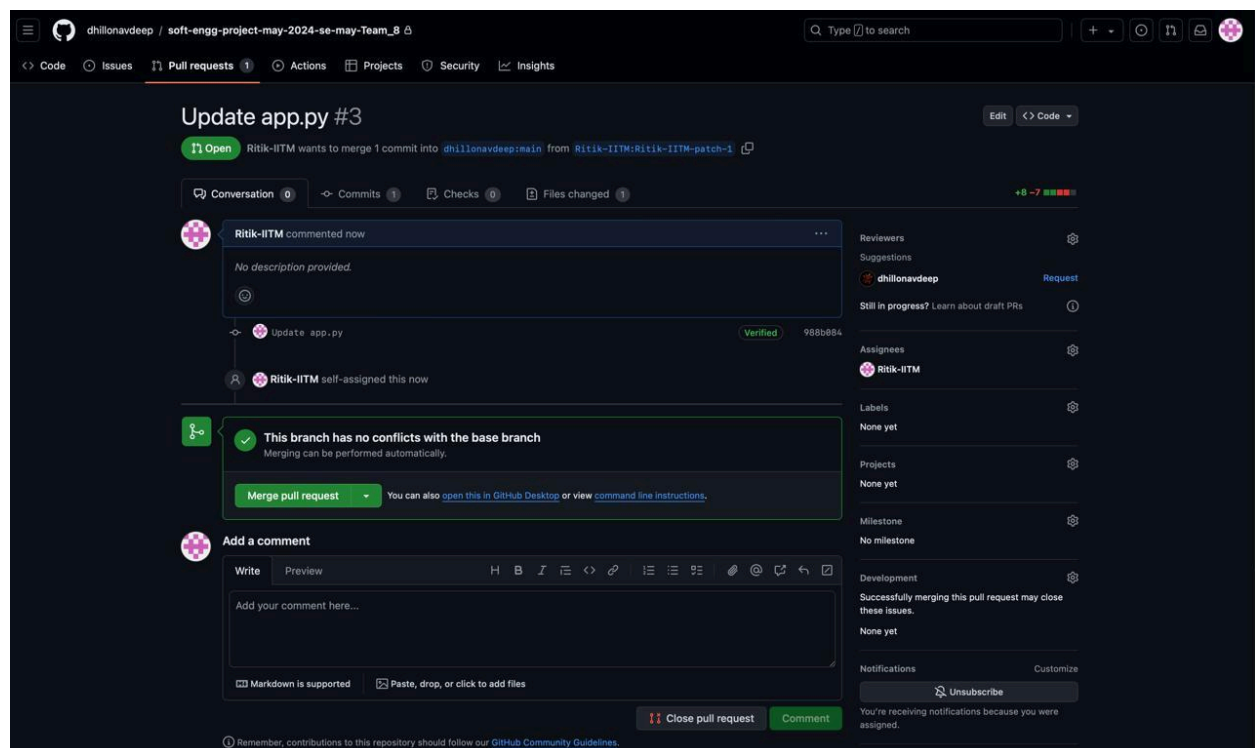 dhillonavdeep / soft-engg-project-may-2024-se-may-Team_8
Type / to search
Code Issues Pull requests 1 Actions Projects Security Insights
Update app.py #3
Edit Code
Open Ritik-IITM wants to merge 1 commit into dhillonavdeep:main from Ritik-IITM:Ritik-IITM-patch-1
Conversation 0 Commits 1 Checks 0 Files changed 1
+8 −7
Ritik-IITM commented now
No description provided.
Update app.py Verified 988b084
Ritik-IITM self-assigned this now
This branch has no conflicts with the base branch
Merging can be performed automatically.
Merge pull request You can also open this in GitHub Desktop or view command line instructions.
Add a comment
Write Preview
Add your comment here...
Markdown is supported Paste, drop, or click to add files
Close pull request Comment
Remember, contributions to this repository should follow our GitHub Community Guidelines.
Reviewers
Suggestions
dhillonavdeep Request
Still in progress? Learn about draft PRs
Assignees
Ritik-IITM
Labels
None yet
Projects
None yet
Milestone
No milestone
Development
Successfully merging this pull request may close
these issues.
None yet
Notifications Customize
Unsubscribe
You're receiving notifications because you were
assigned.